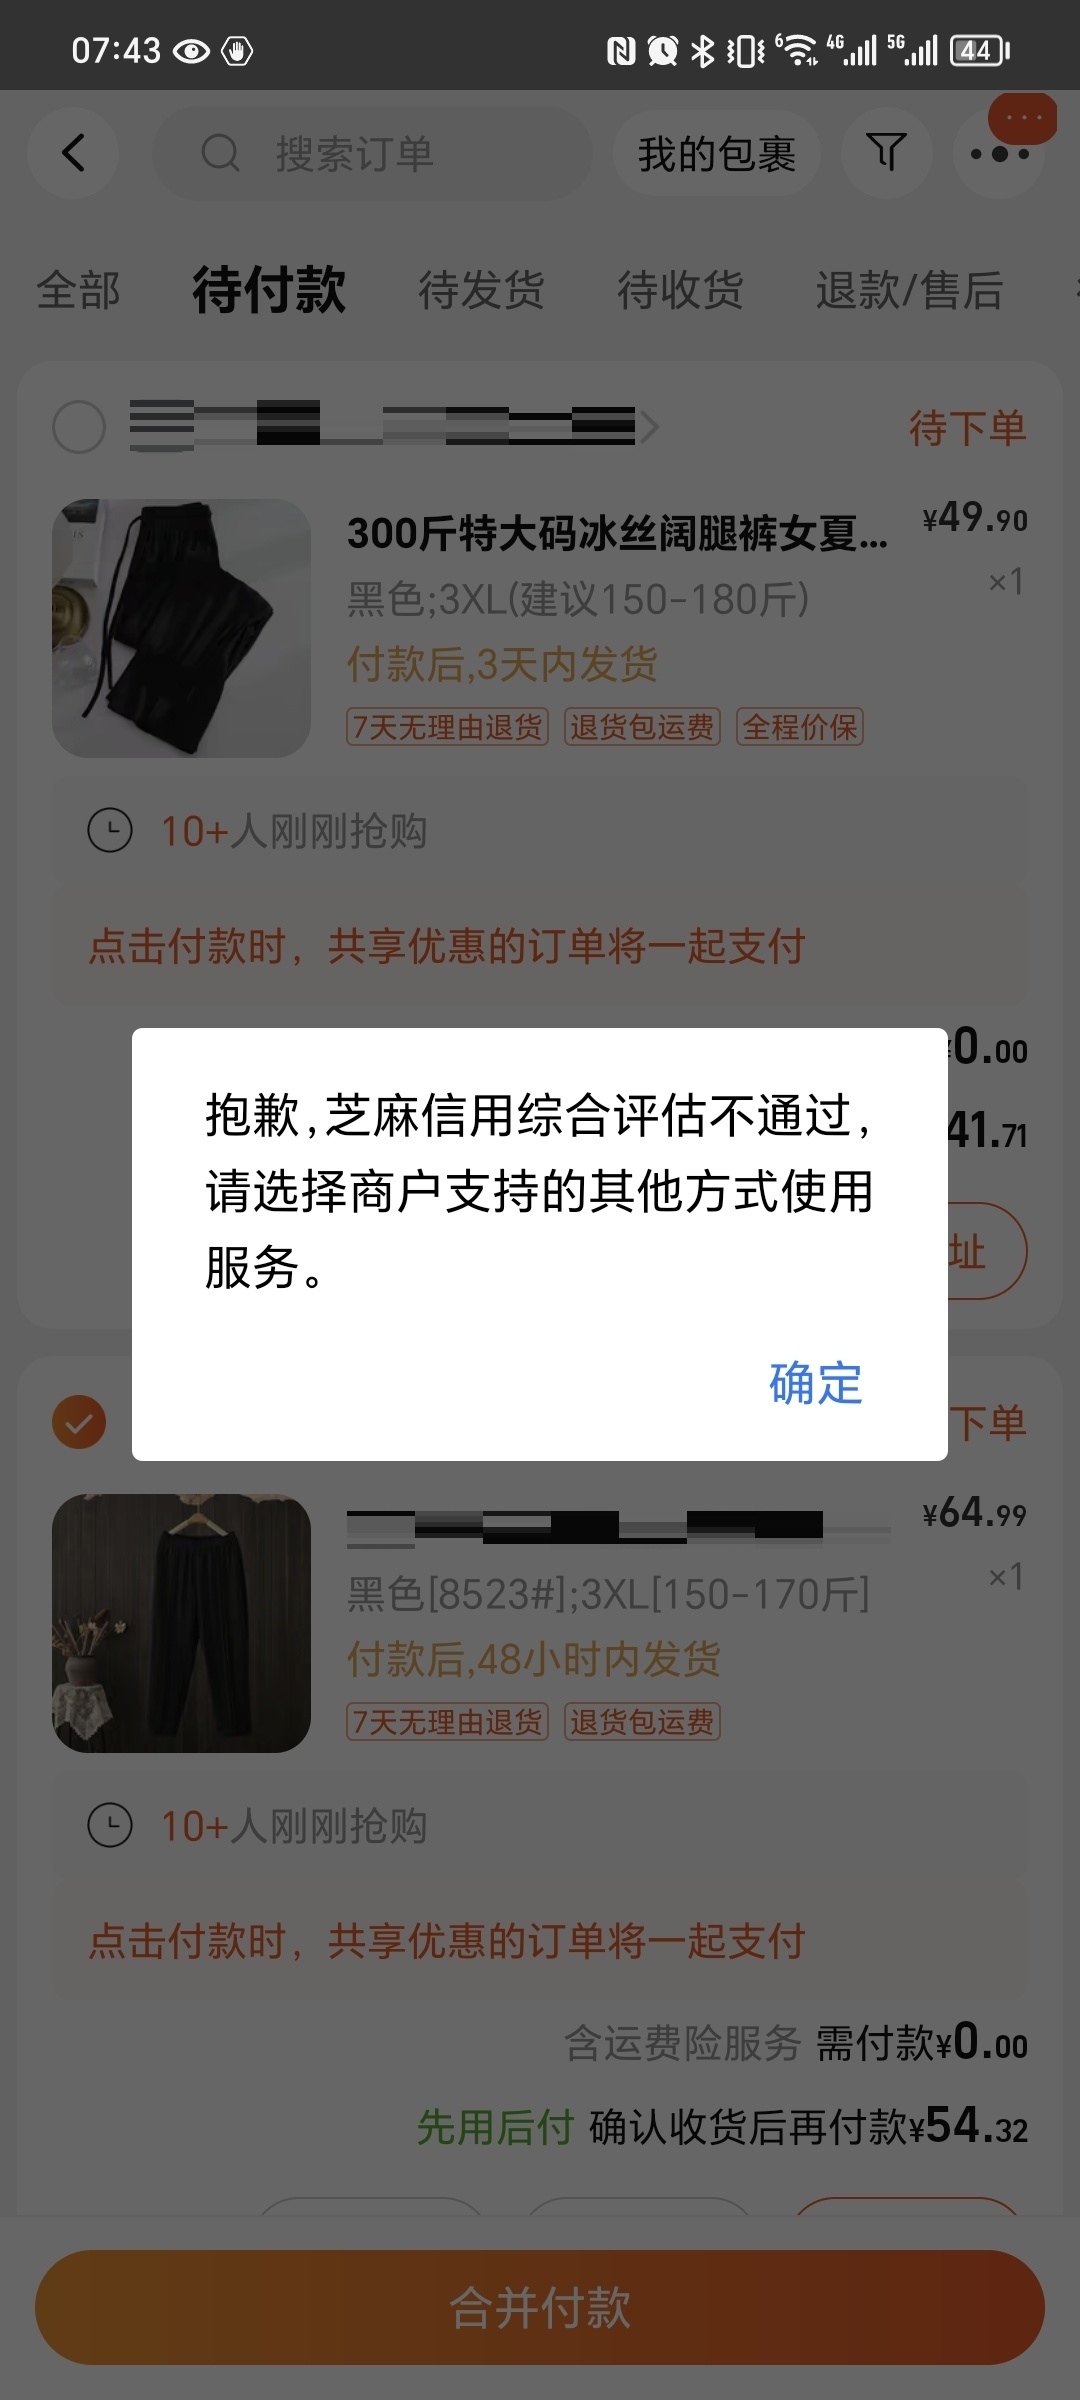 07:43
6 4G 5G 44
搜索订单
我的包裹
全部 待付款 待发货 待收货 退款/售后
待下单
300斤特大码冰丝阔腿裤女夏... ¥49.90
黑色;3XL(建议150-180斤) ×1
付款后,3天内发货
7天无理由退货 退货包运费 全程价保
10+人刚刚抢购
点击付款时，共享优惠的订单将一起支付
¥0.00
41.71
址
抱歉,芝麻信用综合评估不通过,
请选择商户支持的其他方式使用
服务。
确定
下单
¥64.99
黑色[8523#];3XL[150-170斤] ×1
付款后,48小时内发货
7天无理由退货 退货包运费
10+人刚刚抢购
点击付款时，共享优惠的订单将一起支付
含运费险服务 需付款¥0.00
先用后付 确认收货后再付款¥54.32
合并付款